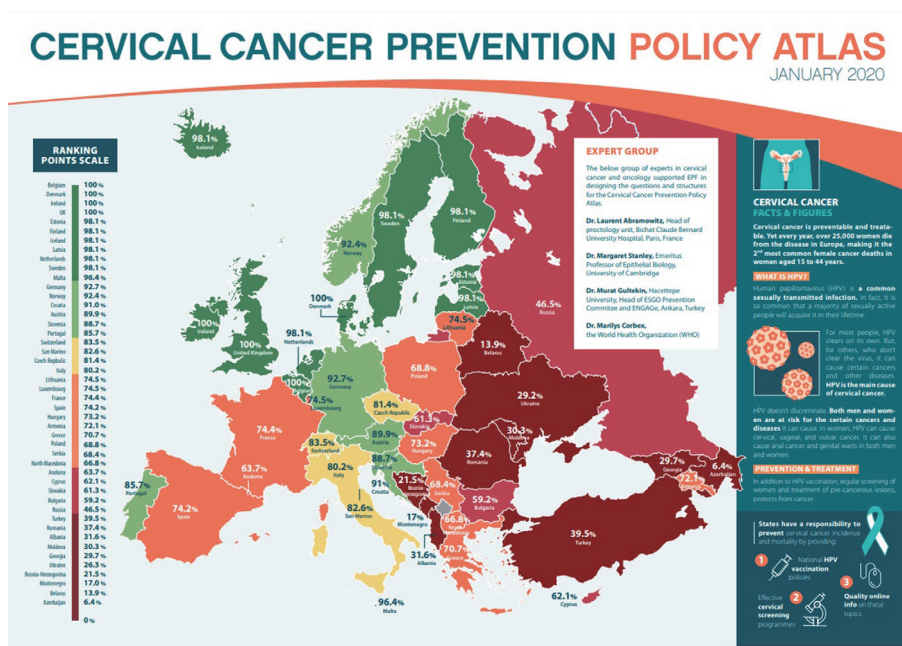 CERVICAL CANCER PREVENTION POLICY ATLAS
JANUARY 2020
RANKING
POINTS SCALE
Belgium 100%
Denmark 100%
Ireland 100%
UK 100%
Estonia 98.1%
Finland 98.1%
Iceland 98.1%
Latvia 98.1%
Netherlands 98.1%
Sweden 98.1%
Malta 96.4%
Germany 92.7%
Norway 92.4%
Croatia 91.0%
Austria 89.9%
Slovenia 88.7%
Portugal 85.7%
Switzerland 83.5%
San Marino 82.6%
Czech Republic 81.4%
Italy 80.2%
Lithuania 74.5%
Luxembourg 74.5%
France 74.4%
Spain 74.2%
Hungary 73.2%
Armenia 72.1%
Greece 70.7%
Poland 68.8%
Serbia 68.4%
North Macedonia 66.8%
Andorra 63.7%
Cyprus 62.1%
Slovakia 61.3%
Bulgaria 59.2%
Russia 46.5%
Turkey 39.5%
Romania 37.4%
Albania 31.6%
Moldova 30.3%
Georgia 29.7%
Ukraine 26.3%
Bosnia-Herzegovina 21.5%
Montenegro 17.0%
Belarus 13.9%
Azerbaijan 6.4%
0%
98.1%
Iceland
92.4%
Norway
98.1%
Sweden
98.1%
Finland
98.1%
Estonia
98.1%
Latvia
74.5%
Lithuania
100%
Denmark
100%
Ireland
100%
United Kingdom
98.1%
Netherlands
100%
74.5%
Luxembourg
92.7%
Germany
68.8%
Poland
13.9%
Belarus
46.5%
Russia
29.2%
Ukraine
81.4%
Czech Republic
61.3%
Slovakia
89.9%
Austria
73.2%
Hungary
30.3%
Moldova
37.4%
Romania
74.4%
France
83.5%
Switzerland
88.7%
91%
Croatia
21.5%
Bosnia
Herzegovina
68.4%
Serbia
59.2%
Bulgaria
63.7%
Andorra
80.2%
Italy
82.6%
San Marino
17%
Montenegro
66.8%
31.6%
Albania
70.7%
Greece
85.7%
Portugal
74.2%
Spain
96.4%
Malta
39.5%
Turkey
62.1%
Cyprus
29.7%
Georgia
72.1%
Armenia
6.4%
Azerbaijan
EXPERT GROUP
The below group of experts in cervical
cancer and oncology supported EPF in
designing the questions and structures
for the Cervical Cancer Prevention Policy
Atlas.
Dr. Laurent Abramowitz, Head of
proctology unit, Bichat Claude Bernard
University Hospital, Paris, France
Dr. Margaret Stanley, Emeritus
Professor of Epithelial Biology,
University of Cambridge
Dr. Murat Gultekin, Hacettepe
University, Head of ESGO Prevention
Commitee and ENGAGe, Ankara, Turkey
Dr. Marilys Corbex,
the World Health Organization (WHO)
CERVICAL CANCER
FACTS & FIGURES
Cervical cancer is preventable and treata-
ble. Yet every year, over 25,000 women die
from the disease in Europe, making it the
2nd most common female cancer deaths in
women aged 15 to 44 years.
WHAT IS HPV?
Human papillomavirus (HPV) is a common
sexually transmitted infection. In fact, it is
so common that a majority of sexually active
people will acquire it in their lifetime.
For most people, HPV
clears on its own. But,
for others, who don't
clear the virus, it can
cause certain cancers
and other diseases.
HPV is the main cause
of cervical cancer.
HPV doesn't discriminate. Both men and wom-
en are at risk for the certain cancers and
diseases it can cause. In women, HPV can cause
cervical, vaginal, and vulvar cancer. It can also
cause anal cancer and genital warts in both men
and women.
PREVENTION & TREATMENT
In addition to HPV vaccination, regular screening of
women and treatment of pre-cancerous lesions,
protects from cancer.
States have a responsibility to
prevent cervical cancer incidence
and mortality by providing:
1 National HPV
vaccination
policies
Effective 2
cervical
screening
programmes
3
Quality online
info on these
topics